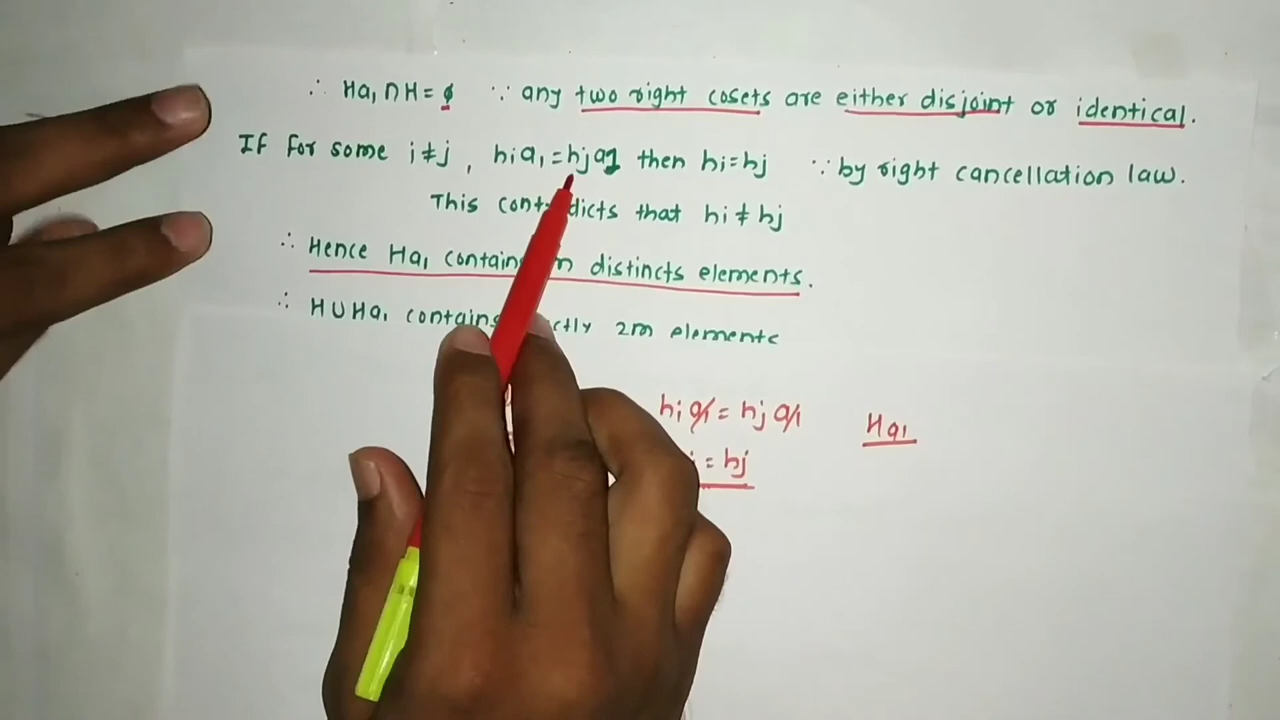 ∴ Ha₁ ∩ H = ϕ ∵ any two right cosets are either disjoint or identical.
If for some i ≠ j , hia₁ = hja1 then hi = hj ∵ by right cancellation law.
This contradicts that hi ≠ hj
∴ Hence Ha₁ contains m distincts elements.
∴ H U Ha₁ contains 2m elements
hi a1 = hj a1 Ha₁
= hj